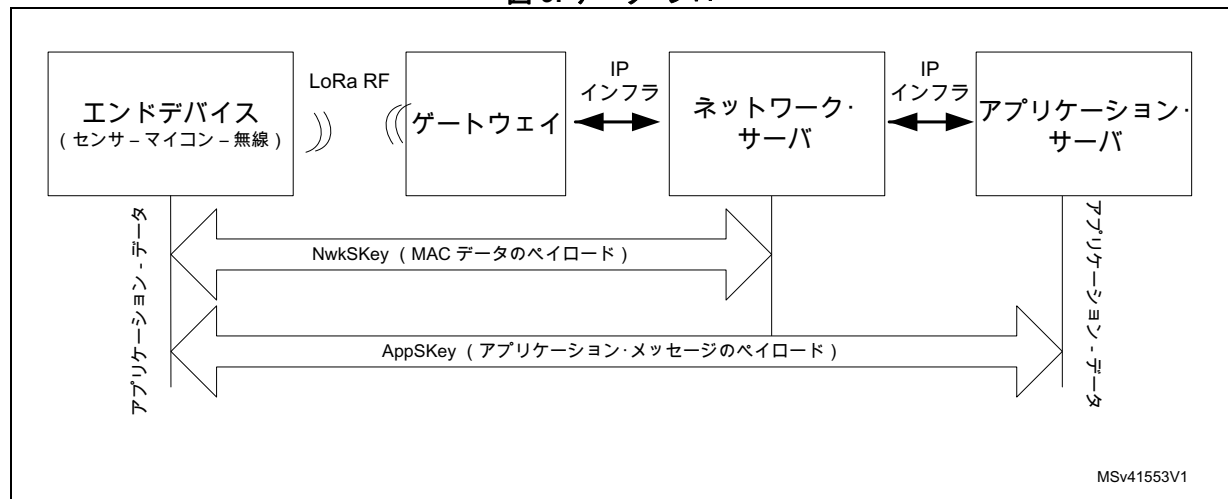 エンドデバイス
( センサ – マイコン – 無線 )
LoRa RF
ゲートウェイ
IP
インフラ
ネットワーク·
サーバ
IP
インフラ
アプリケーション·
サーバ
アプリケーション - データ
NwkSKey ( MAC データのペイロード )
AppSKey ( アプリケーション·メッセージのペイロード )
アプリケーション - データ
MSv41553V1